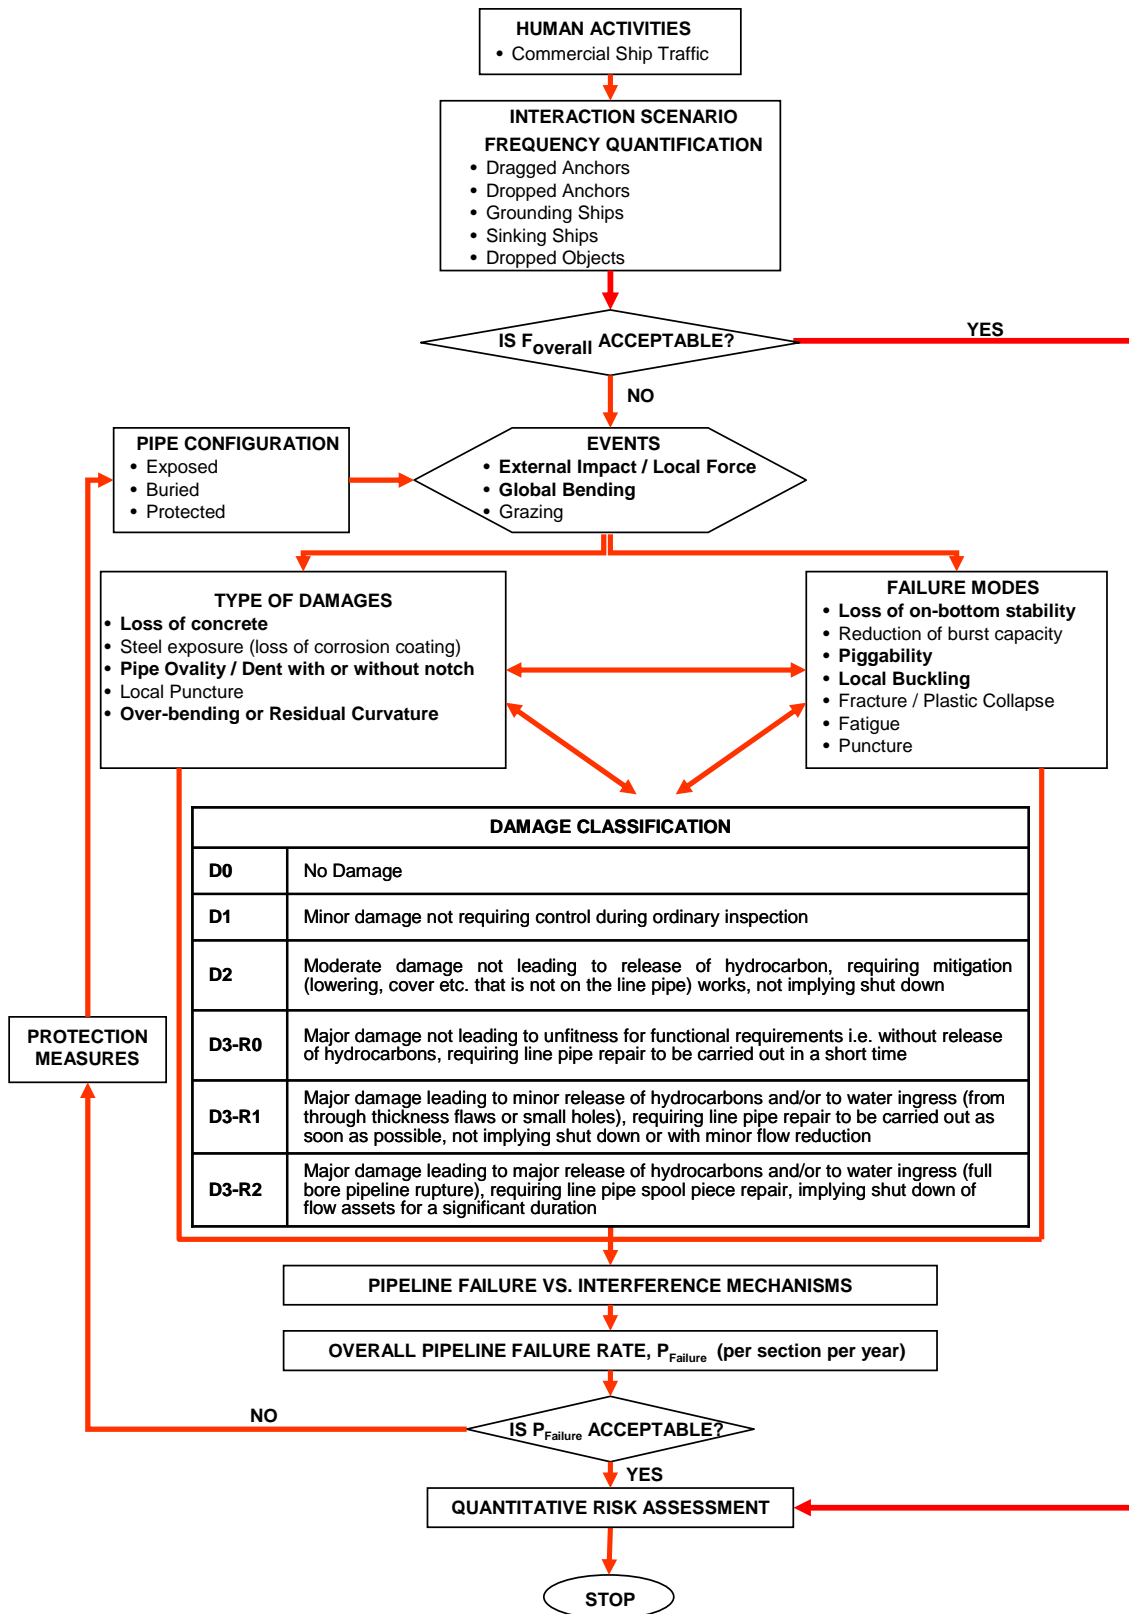 HUMAN ACTIVITIES
• Commercial Ship Traffic
INTERACTION SCENARIO
FREQUENCY QUANTIFICATION
• Dragged Anchors
• Dropped Anchors
• Grounding Ships
• Sinking Ships
• Dropped Objects
IS Foverall ACCEPTABLE?
YES
NO
PIPE CONFIGURATION
• Exposed
• Buried
• Protected
EVENTS
• External Impact / Local Force
• Global Bending
• Grazing
TYPE OF DAMAGES
• Loss of concrete
• Steel exposure (loss of corrosion coating)
• Pipe Ovality / Dent with or without notch
• Local Puncture
• Over-bending or Residual Curvature
FAILURE MODES
• Loss of on-bottom stability
• Reduction of burst capacity
• Piggability
• Local Buckling
• Fracture / Plastic Collapse
• Fatigue
• Puncture
DAMAGE CLASSIFICATION
D0 No Damage
D1 Minor damage not requiring control during ordinary inspection
D2 Moderate damage not leading to release of hydrocarbon, requiring mitigation
(lowering, cover etc. that is not on the line pipe) works, not implying shut down
D3-R0 Major damage not leading to unfitness for functional requirements i.e. without release
of hydrocarbons, requiring line pipe repair to be carried out in a short time
D3-R1 Major damage leading to minor release of hydrocarbons and/or to water ingress (from
through thickness flaws or small holes), requiring line pipe repair to be carried out as
soon as possible, not implying shut down or with minor flow reduction
D3-R2 Major damage leading to major release of hydrocarbons and/or to water ingress (full
bore pipeline rupture), requiring line pipe spool piece repair, implying shut down of
flow assets for a significant duration
PROTECTION
MEASURES
PIPELINE FAILURE VS. INTERFERENCE MECHANISMS
OVERALL PIPELINE FAILURE RATE, PFailure (per section per year)
NO
IS PFailure ACCEPTABLE?
YES
QUANTITATIVE RISK ASSESSMENT
STOP